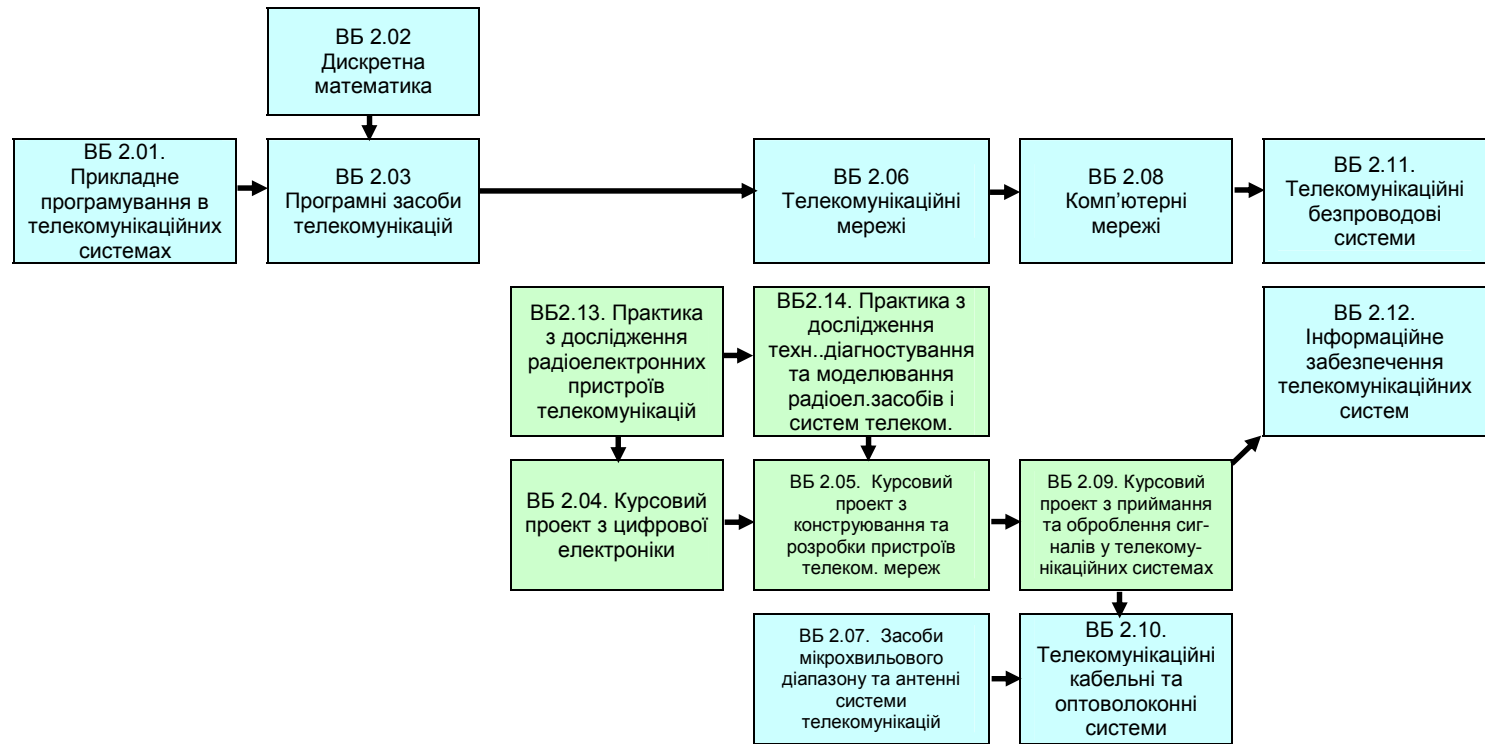 ВБ 2.02
Дискретна
математика
ВБ 2.01.
Прикладне
програмування в
телекомунікаційних
системах
ВБ 2.03
Програмні засоби
телекомунікацій
ВБ 2.06
Телекомунікаційні
мережі
ВБ 2.08
Комп’ютерні
мережі
ВБ 2.11.
Телекомунікаційні
безпроводові
системи
ВБ2.13. Практика
з дослідження
радіоелектронних
пристроїв
телекомунікацій
ВБ2.14. Практика з
дослідження
техн..діагностування
та моделювання
радіоел.засобів і
систем телеком.
ВБ 2.12.
Інформаційне
забезпечення
телекомунікаційних
систем
ВБ 2.04. Курсовий
проект з цифрової
електроніки
ВБ 2.05. Курсовий
проект з
конструювання та
розробки пристроїв
телеком. мереж
ВБ 2.09. Курсовий
проект з приймання
та оброблення сиг-
налів у телекому-
нікаційних системах
ВБ 2.07. Засоби
мікрохвильового
діапазону та антенні
системи
телекомунікацій
ВБ 2.10.
Телекомунікаційні
кабельні та
оптоволоконні
системи